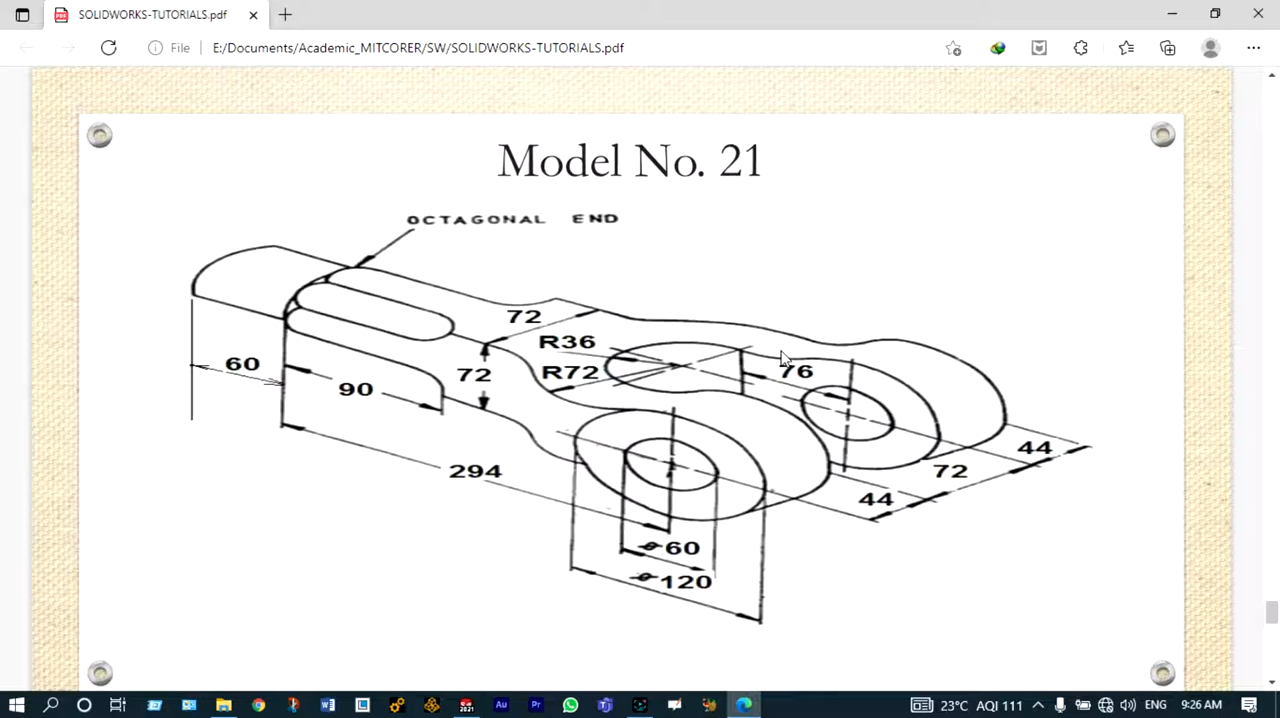 SOLIDWORKS-TUTORIALS.pdf
File
E:/Documents/Academic_MITCORER/SW/SOLIDWORKS-TUTORIALS.pdf
Model No. 21
OCTAGONAL END
72
R36
R72
76
60
90
72
294
44
72
44
⌀60
⌀120
23°C AQI 111
ENG
9:26 AM